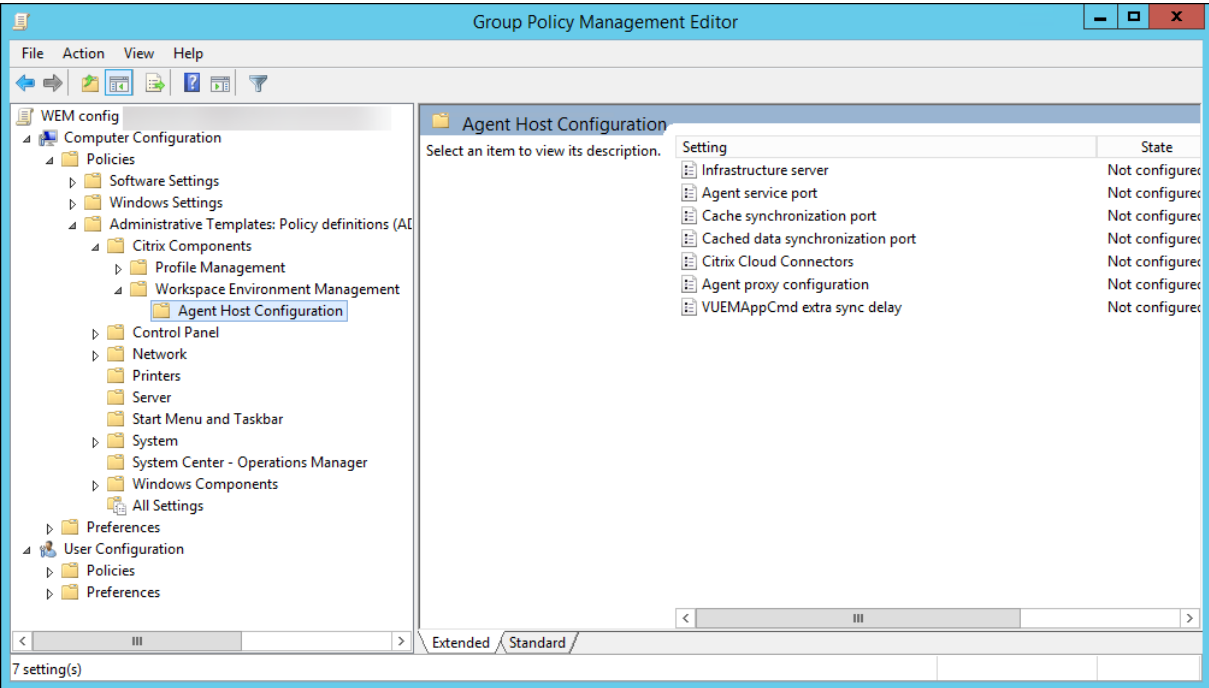 Group Policy Management Editor
File Action View Help
WEM config
Computer Configuration
Policies
Software Settings
Windows Settings
Administrative Templates: Policy definitions (AD
Citrix Components
Profile Management
Workspace Environment Management
Agent Host Configuration
Control Panel
Network
Printers
Server
Start Menu and Taskbar
System
System Center - Operations Manager
Windows Components
All Settings
Preferences
User Configuration
Policies
Preferences
Agent Host Configuration
Select an item to view its description.
Setting State
Infrastructure server Not configured
Agent service port Not configured
Cache synchronization port Not configured
Cached data synchronization port Not configured
Citrix Cloud Connectors Not configured
Agent proxy configuration Not configured
VUEMAppCmd extra sync delay Not configured
Extended Standard
7 setting(s)